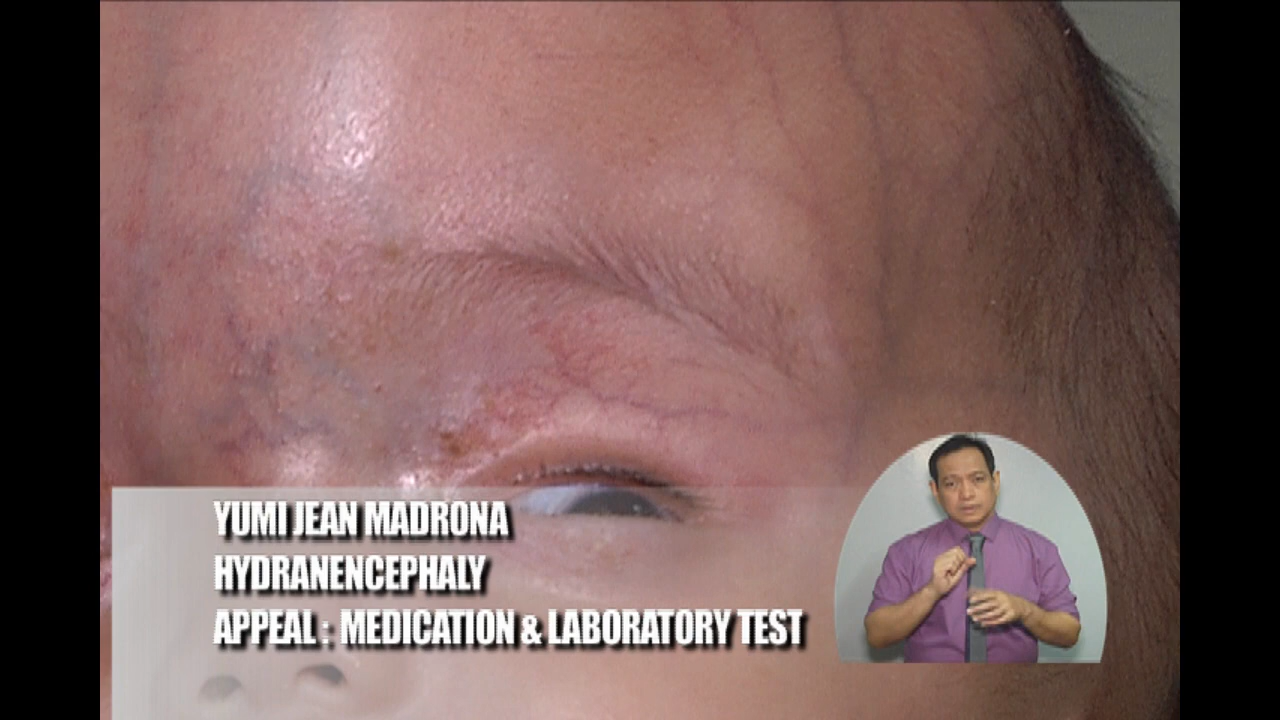 YUMI JEAN MADRONA
HYDRANENCEPHALY
APPEAL : MEDICATION & LABORATORY TEST